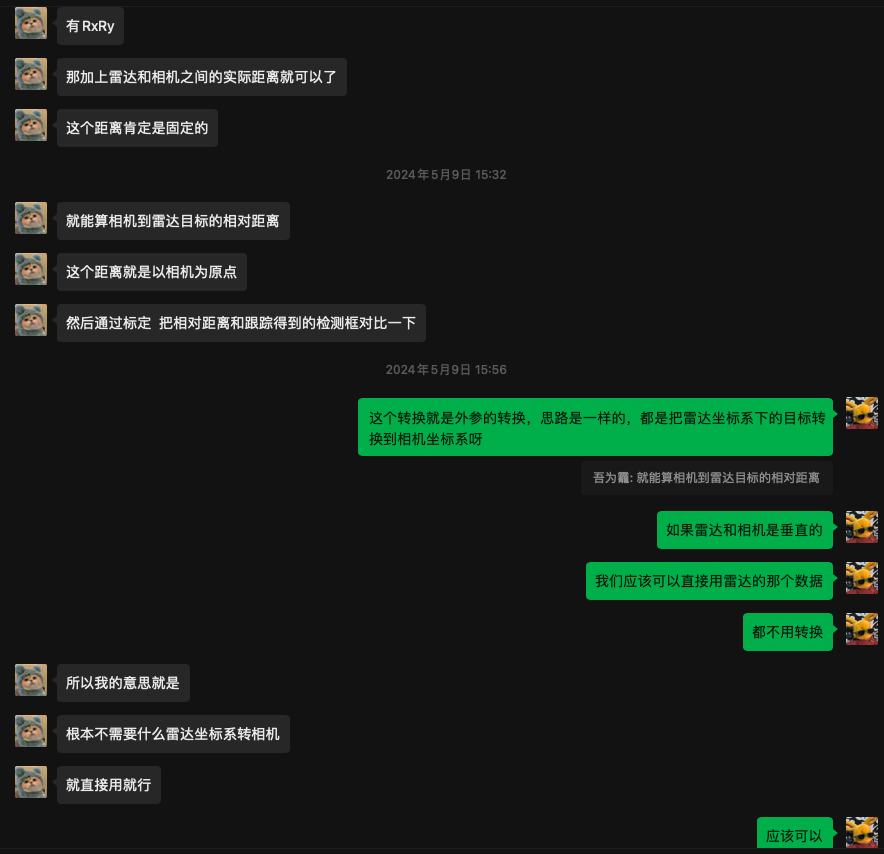 有RxRy
那加上雷达和相机之间的实际距离就可以了
这个距离肯定是固定的
2024年5月9日 15:32
就能算相机到雷达目标的相对距离
这个距离就是以相机为原点
然后通过标定 把相对距离和跟踪得到的检测框对比一下
2024年5月9日 15:56
这个转换就是外参的转换，思路是一样的，都是把雷达坐标系下的目标转
换到相机坐标系呀
吾为龗: 就能算相机到雷达目标的相对距离
如果雷达和相机是垂直的
我们应该可以直接用雷达的那个数据
都不用转换
所以我的意思就是
根本不需要什么雷达坐标系转相机
就直接用就行
应该可以